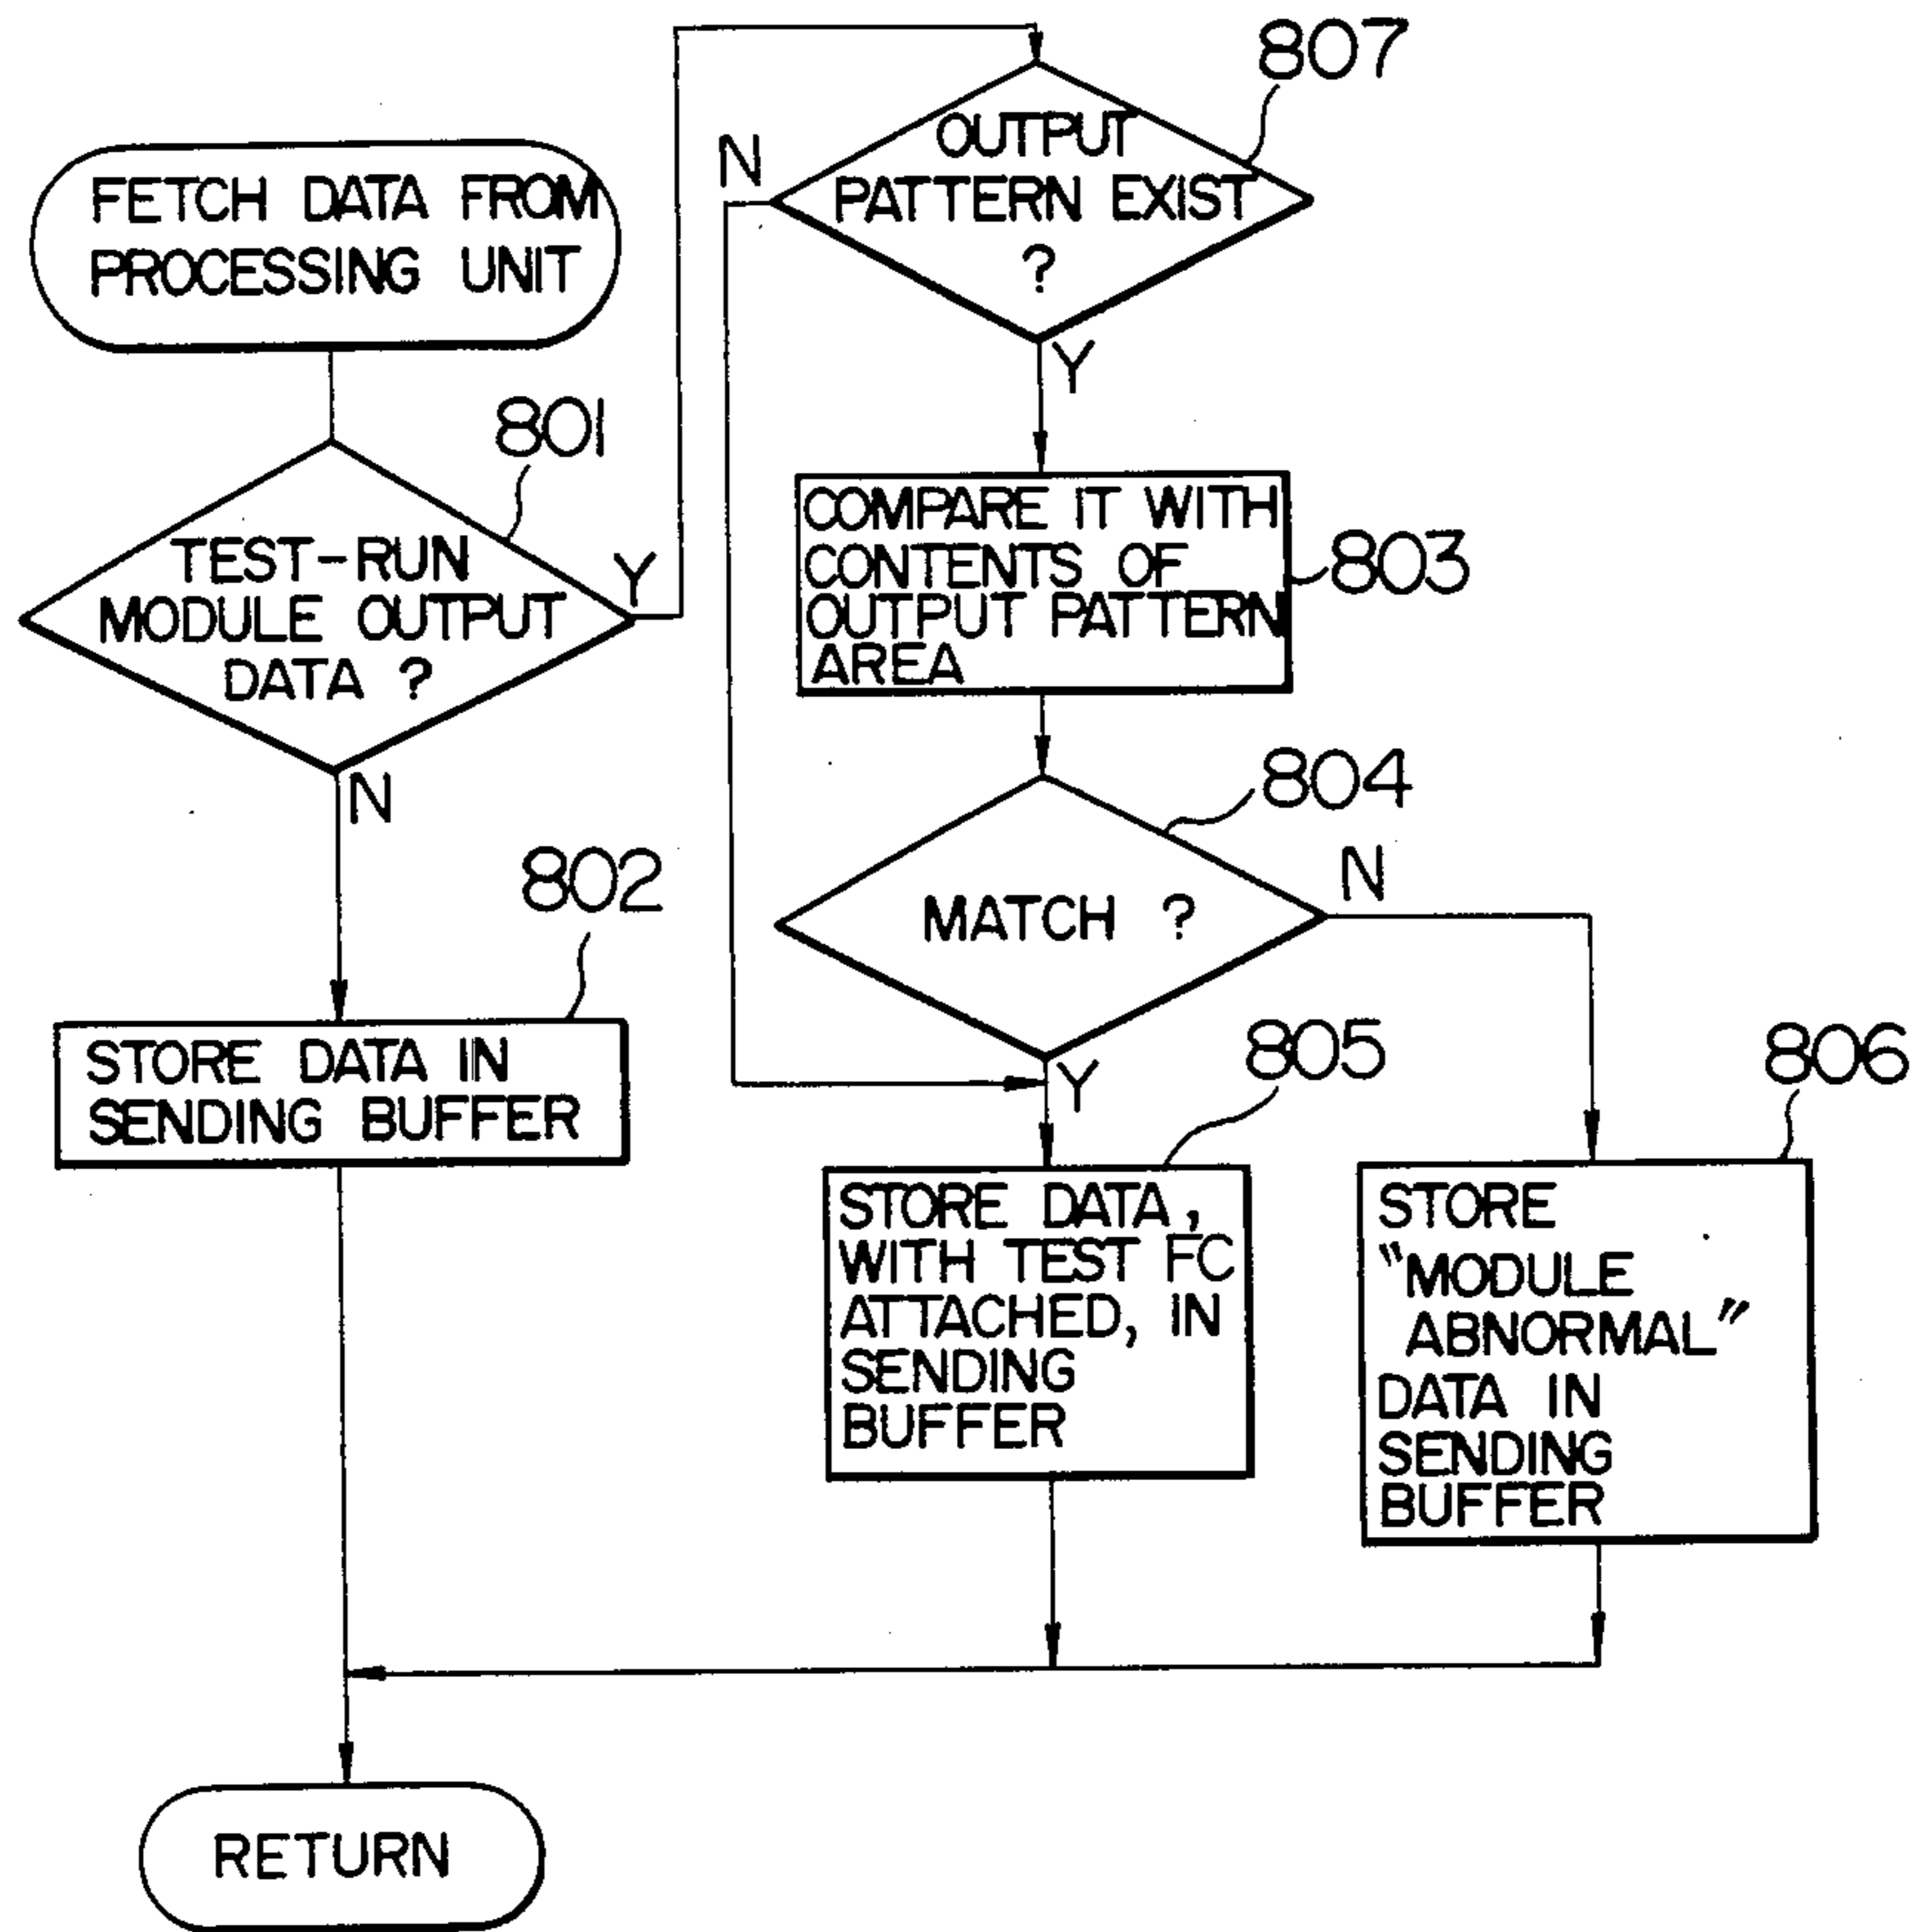 FETCH DATA FROM
PROCESSING UNIT
801
TEST-RUN
MODULE OUTPUT
DATA ?
Y
N
802
STORE DATA IN
SENDING BUFFER
807
OUTPUT
PATTERN EXIST
?
N
Y
COMPARE IT WITH
CONTENTS OF
OUTPUT PATTERN
AREA
803
804
MATCH ?
N
Y
805
STORE DATA,
WITH TEST FC
ATTACHED, IN
SENDING
BUFFER
806
STORE
"MODULE
ABNORMAL"
DATA IN
SENDING
BUFFER
RETURN